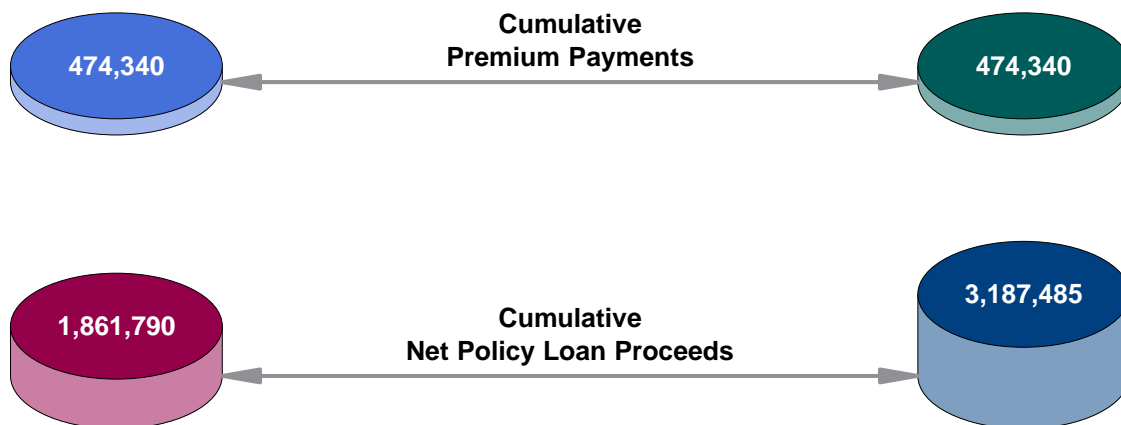 Cumulative
Premium Payments
474,340
474,340
Cumulative
Net Policy Loan Proceeds
1,861,790
3,187,485